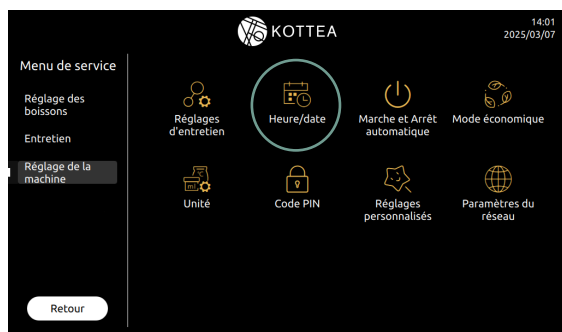 KOTTEA
14:01
2025/03/07
Menu de service
Réglage des
boissons
Entretien
Réglage de la
machine
Retour
Réglages
d'entretien
Heure/date
Marche et Arrêt
automatique
Mode économique
ml
Unité
Code PIN
Réglages
personnalisés
Paramètres du
réseau